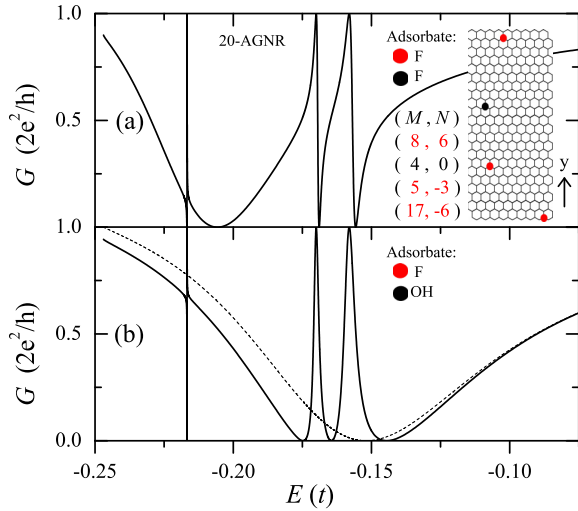 1.0
20-AGNR
Adsorbate:
F
F
0.5
(a)
(M, N)
(8, 6)
(4, 0)
(5, -3)
(17, -6)
y
G (2e²/h)
1.0
Adsorbate:
F
OH
0.5
(b)
G (2e²/h)
0.0
-0.25 -0.20 -0.15 -0.10
E (t)